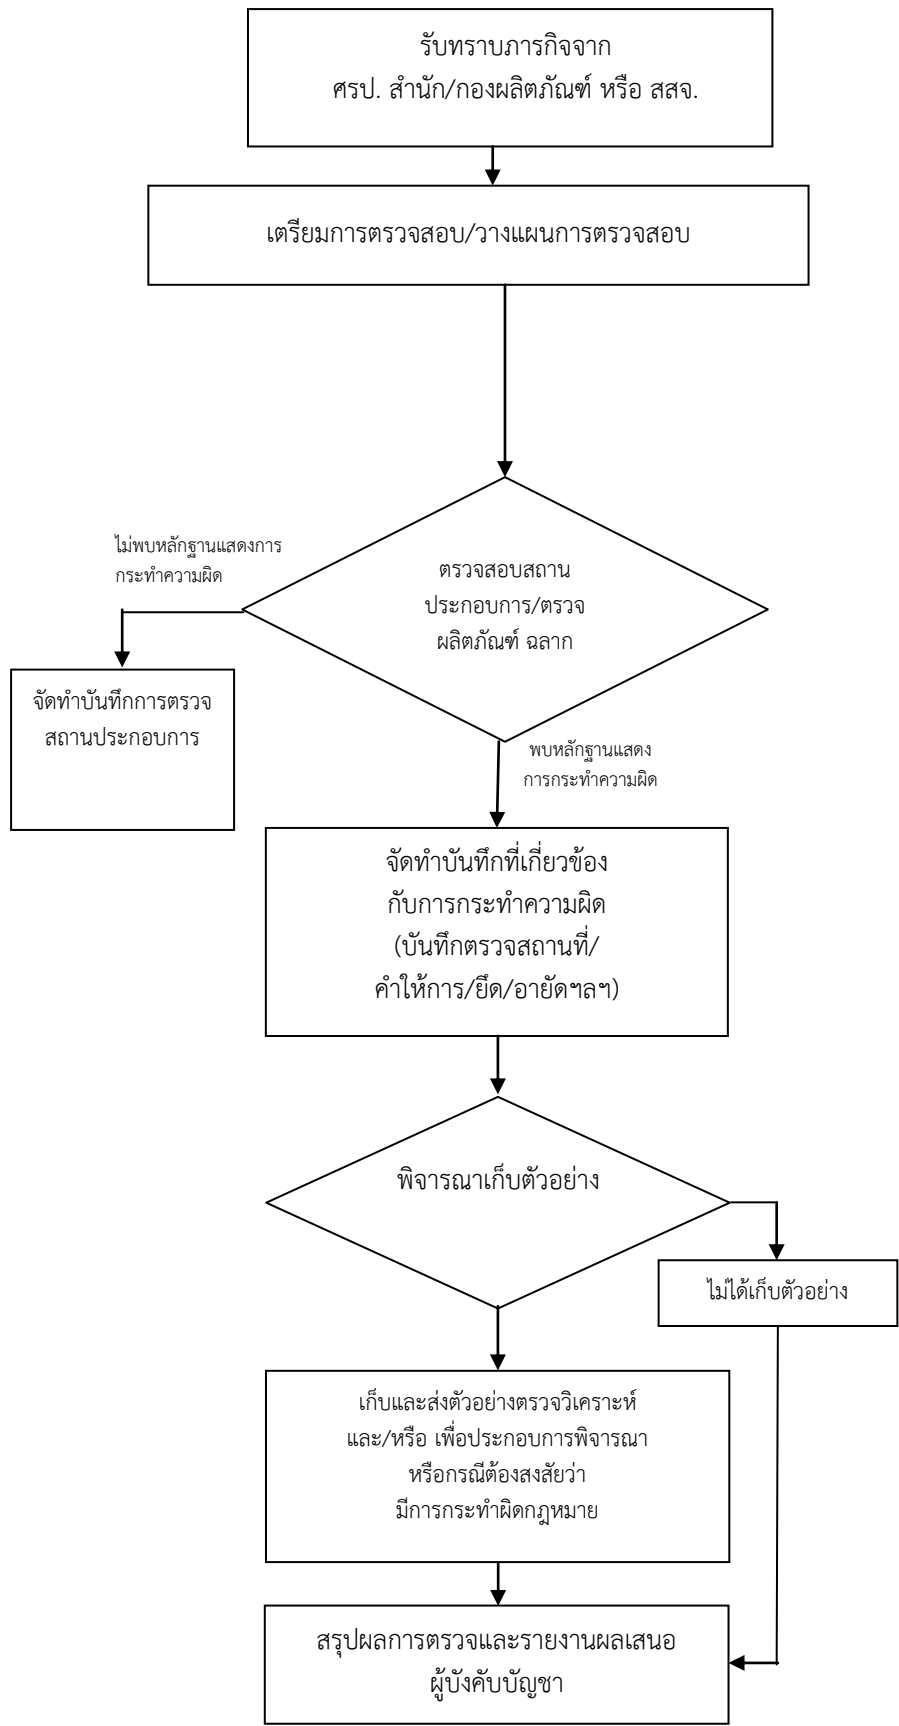 รับทราบภารกิจจาก
ศรป. สำนัก/กองผลิตภัณฑ์ หรือ สสจ.
เตรียมการตรวจสอบ/วางแผนการตรวจสอบ
ไม่พบหลักฐานแสดงการ
กระทำความผิด
ตรวจสอบสถาน
ประกอบการ/ตรวจ
ผลิตภัณฑ์ ฉลาก
จัดทำบันทึกการตรวจ
สถานประกอบการ
พบหลักฐานแสดง
การกระทำความผิด
จัดทำบันทึกที่เกี่ยวข้อง
กับการกระทำความผิด
(บันทึกตรวจสถานที่/
คำให้การ/ยึด/อายัดฯลฯ)
พิจารณาเก็บตัวอย่าง
ไม่ได้เก็บตัวอย่าง
เก็บและส่งตัวอย่างตรวจวิเคราะห์
และ/หรือ เพื่อประกอบการพิจารณา
หรือกรณีต้องสงสัยว่า
มีการกระทำผิดกฎหมาย
สรุปผลการตรวจและรายงานผลเสนอ
ผู้บังคับบัญชา